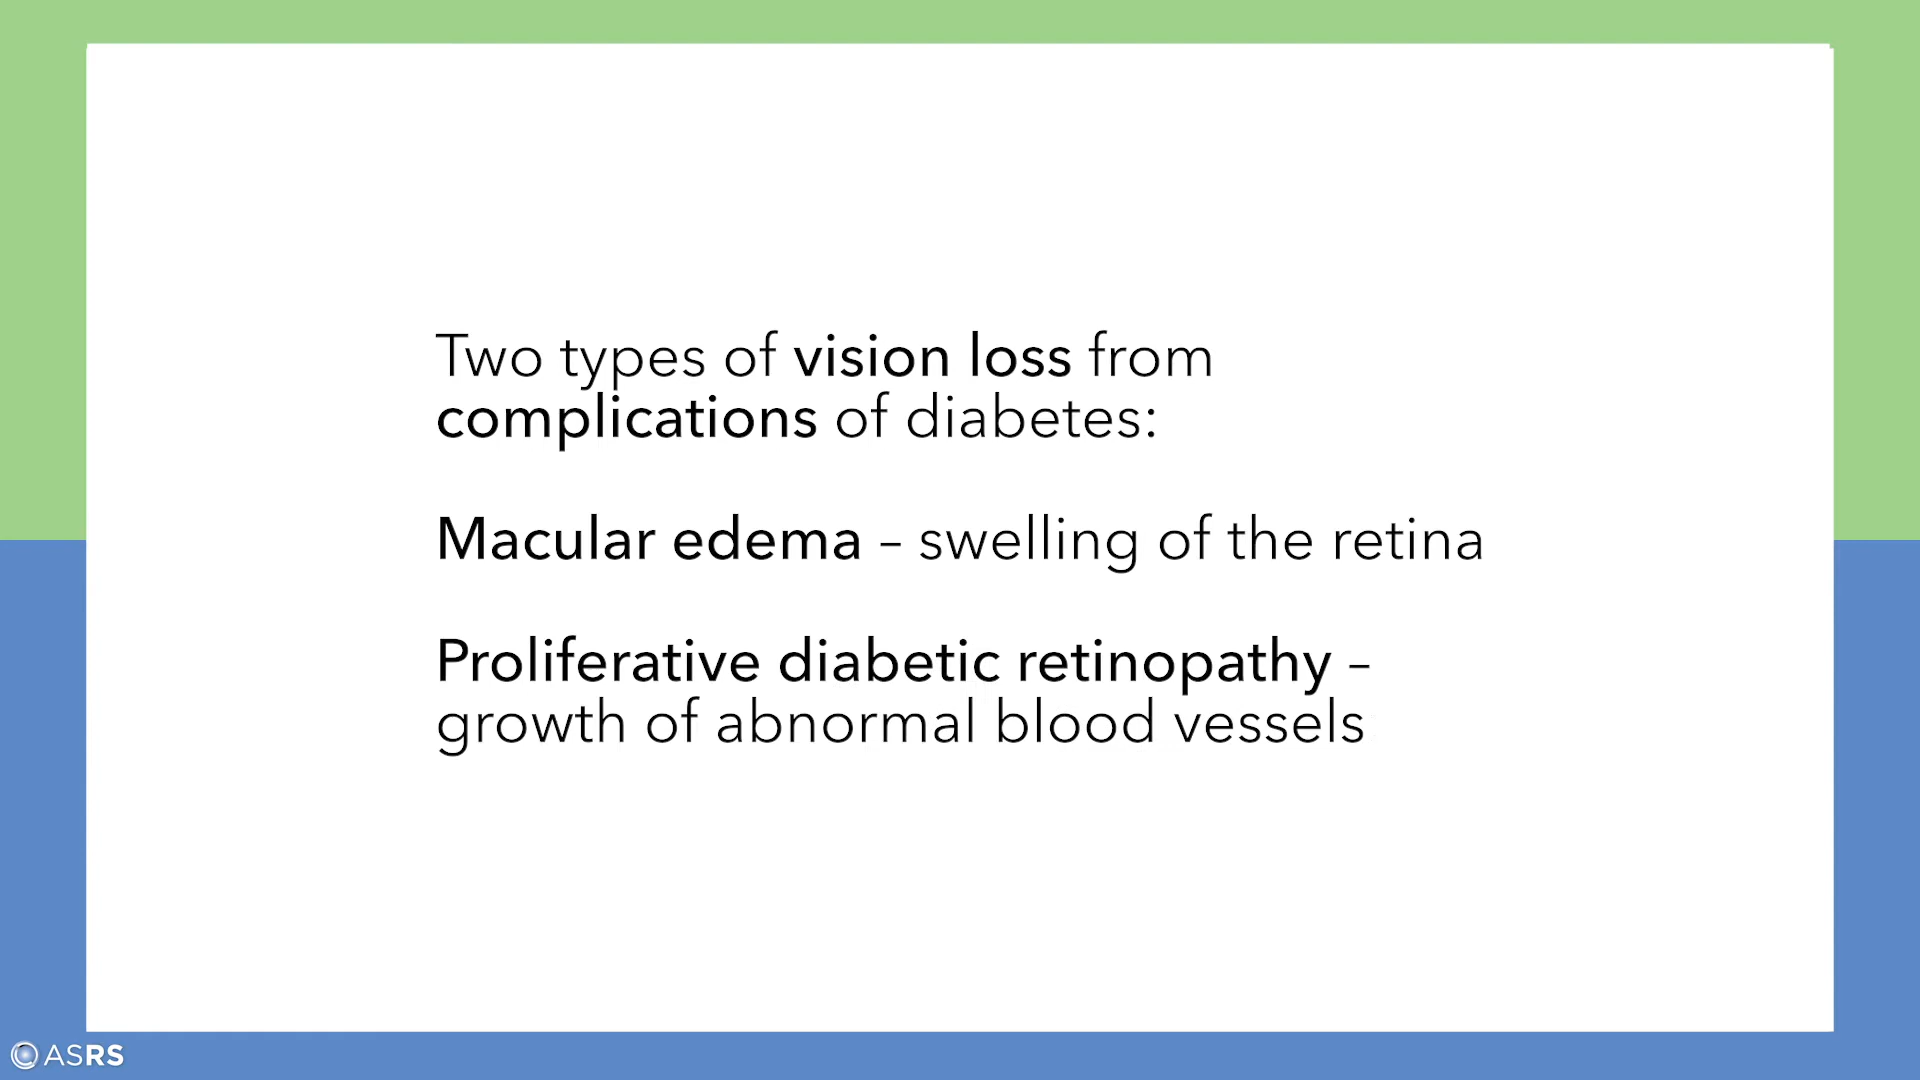 Two types of vision loss from
complications of diabetes:
Macular edema – swelling of the retina
Proliferative diabetic retinopathy –
growth of abnormal blood vessels
ASRS